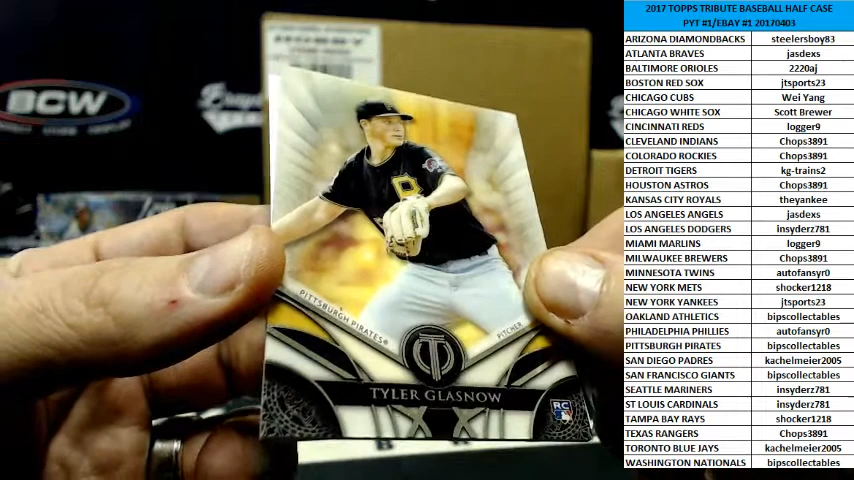 2017 TOPPS TRIBUTE BASEBALL HALF CASE
PYT #1/EBAY #1 20170403
ARIZONA DIAMONDBACKS steelersboy83
ATLANTA BRAVES jasdexs
BALTIMORE ORIOLES 2220aj
BOSTON RED SOX jtsports23
CHICAGO CUBS Wei Yang
CHICAGO WHITE SOX Scott Brewer
CINCINNATI REDS logger9
CLEVELAND INDIANS Chops3891
COLORADO ROCKIES Chops3891
DETROIT TIGERS kg-trains2
HOUSTON ASTROS Chops3891
KANSAS CITY ROYALS theyankee
LOS ANGELES ANGELS jasdexs
LOS ANGELES DODGERS insyderz781
MIAMI MARLINS logger9
MILWAUKEE BREWERS Chops3891
MINNESOTA TWINS autofansyr0
NEW YORK METS shocker1218
NEW YORK YANKEES jtsports23
OAKLAND ATHLETICS bipscollectables
PHILADELPHIA PHILLIES autofansyr0
PITTSBURGH PIRATES bipscollectables
SAN DIEGO PADRES kachelmeier2005
SAN FRANCISCO GIANTS bipscollectables
SEATTLE MARINERS insyderz781
ST LOUIS CARDINALS insyderz781
TAMPA BAY RAYS shocker1218
TEXAS RANGERS Chops3891
TORONTO BLUE JAYS kachelmeier2005
WASHINGTON NATIONALS bipscollectables
BCW
PITTSBURGH PIRATES®
PITCHER
TYLER GLASNOW
RC